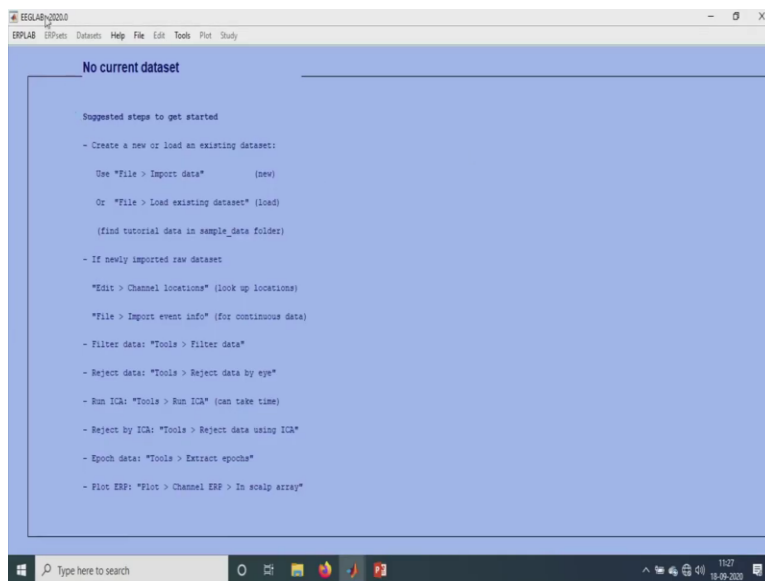 EEGLAB v2020.0
ERPLAB ERPsets Datasets Help File Edit Tools Plot Study
No current dataset
Suggested steps to get started
- Create a new or load an existing dataset:
Use "File > Import data" (new)
Or "File > Load existing dataset" (load)
(find tutorial data in sample_data folder)
- If newly imported raw dataset
"Edit > Channel locations" (look up locations)
"File > Import event info" (for continuous data)
- Filter data: "Tools > Filter data"
- Reject data: "Tools > Reject data by eye"
- Run ICA: "Tools > Run ICA" (can take time)
- Reject by ICA: "Tools > Reject data using ICA"
- Epoch data: "Tools > Extract epochs"
- Plot ERP: "Plot > Channel ERP > In scalp array"
Type here to search
11:27
18-09-2020